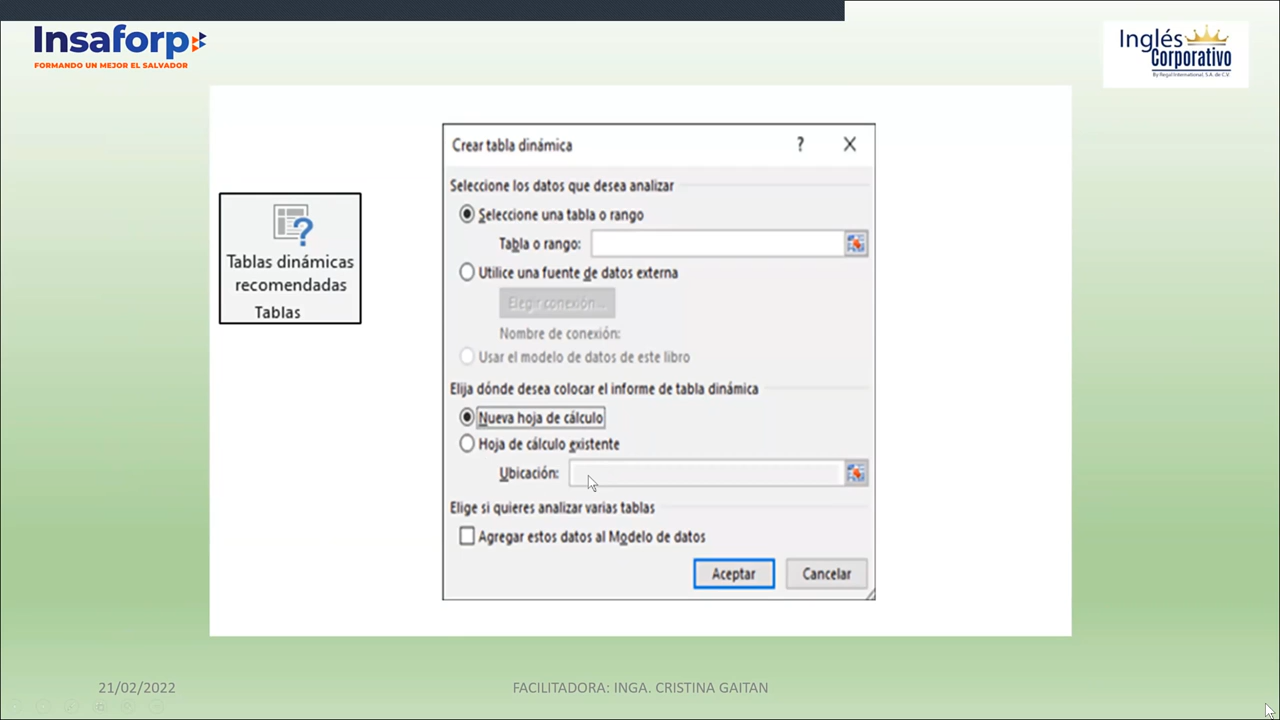 Insaforp
FORMANDO UN MEJOR EL SALVADOR
Inglés
Corporativo
By Regal International, S.A. de C.V.
Crear tabla dinámica
?
Seleccione los datos que desea analizar
Seleccione una tabla o rango
Tabla o rango:
Utilice una fuente de datos externa
Elegir conexión...
Nombre de conexión:
Usar el modelo de datos de este libro
Elija dónde desea colocar el informe de tabla dinámica
Nueva hoja de cálculo
Hoja de cálculo existente
Ubicación:
Elige si quieres analizar varias tablas
Agregar estos datos al Modelo de datos
Aceptar
Cancelar
Tablas dinámicas
recomendadas
Tablas
21/02/2022
FACILITADORA: INGA. CRISTINA GAITAN